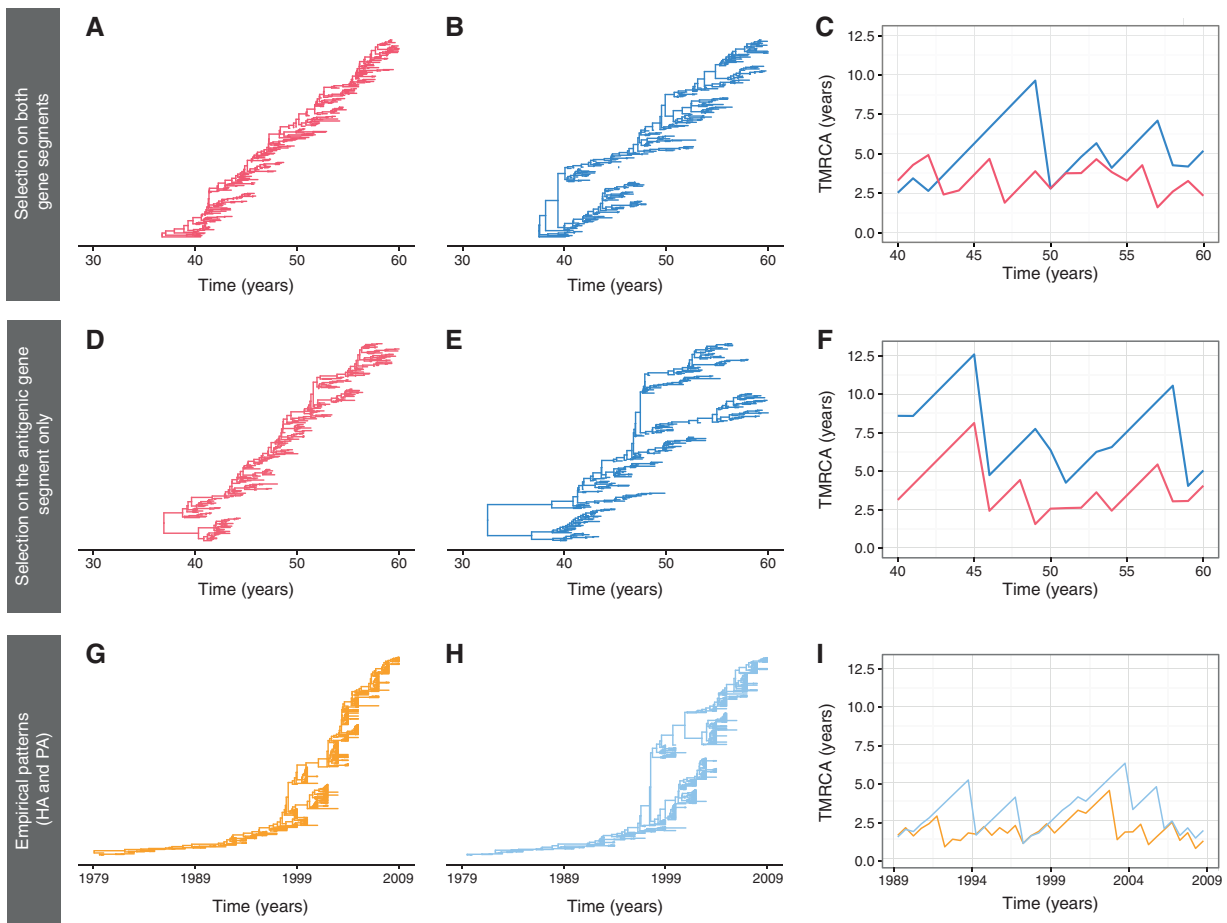 Selection on both
gene segments
A
30
40
50
60
Time (years)
B
30
40
50
60
Time (years)
C
TMRCA (years)
12.5
10.0
7.5
5.0
2.5
0.0
40
45
50
55
60
Time (years)
Selection on the antigenic gene
segment only
D
30
40
50
60
Time (years)
E
30
40
50
60
Time (years)
F
TMRCA (years)
12.5
10.0
7.5
5.0
2.5
0.0
40
45
50
55
60
Time (years)
Empirical patterns
(HA and PA)
G
1979
1989
1999
2009
Time (years)
H
1979
1989
1999
2009
Time (years)
I
TMRCA (years)
12.5
10.0
7.5
5.0
2.5
0.0
1989
1994
1999
2004
2009
Time (years)